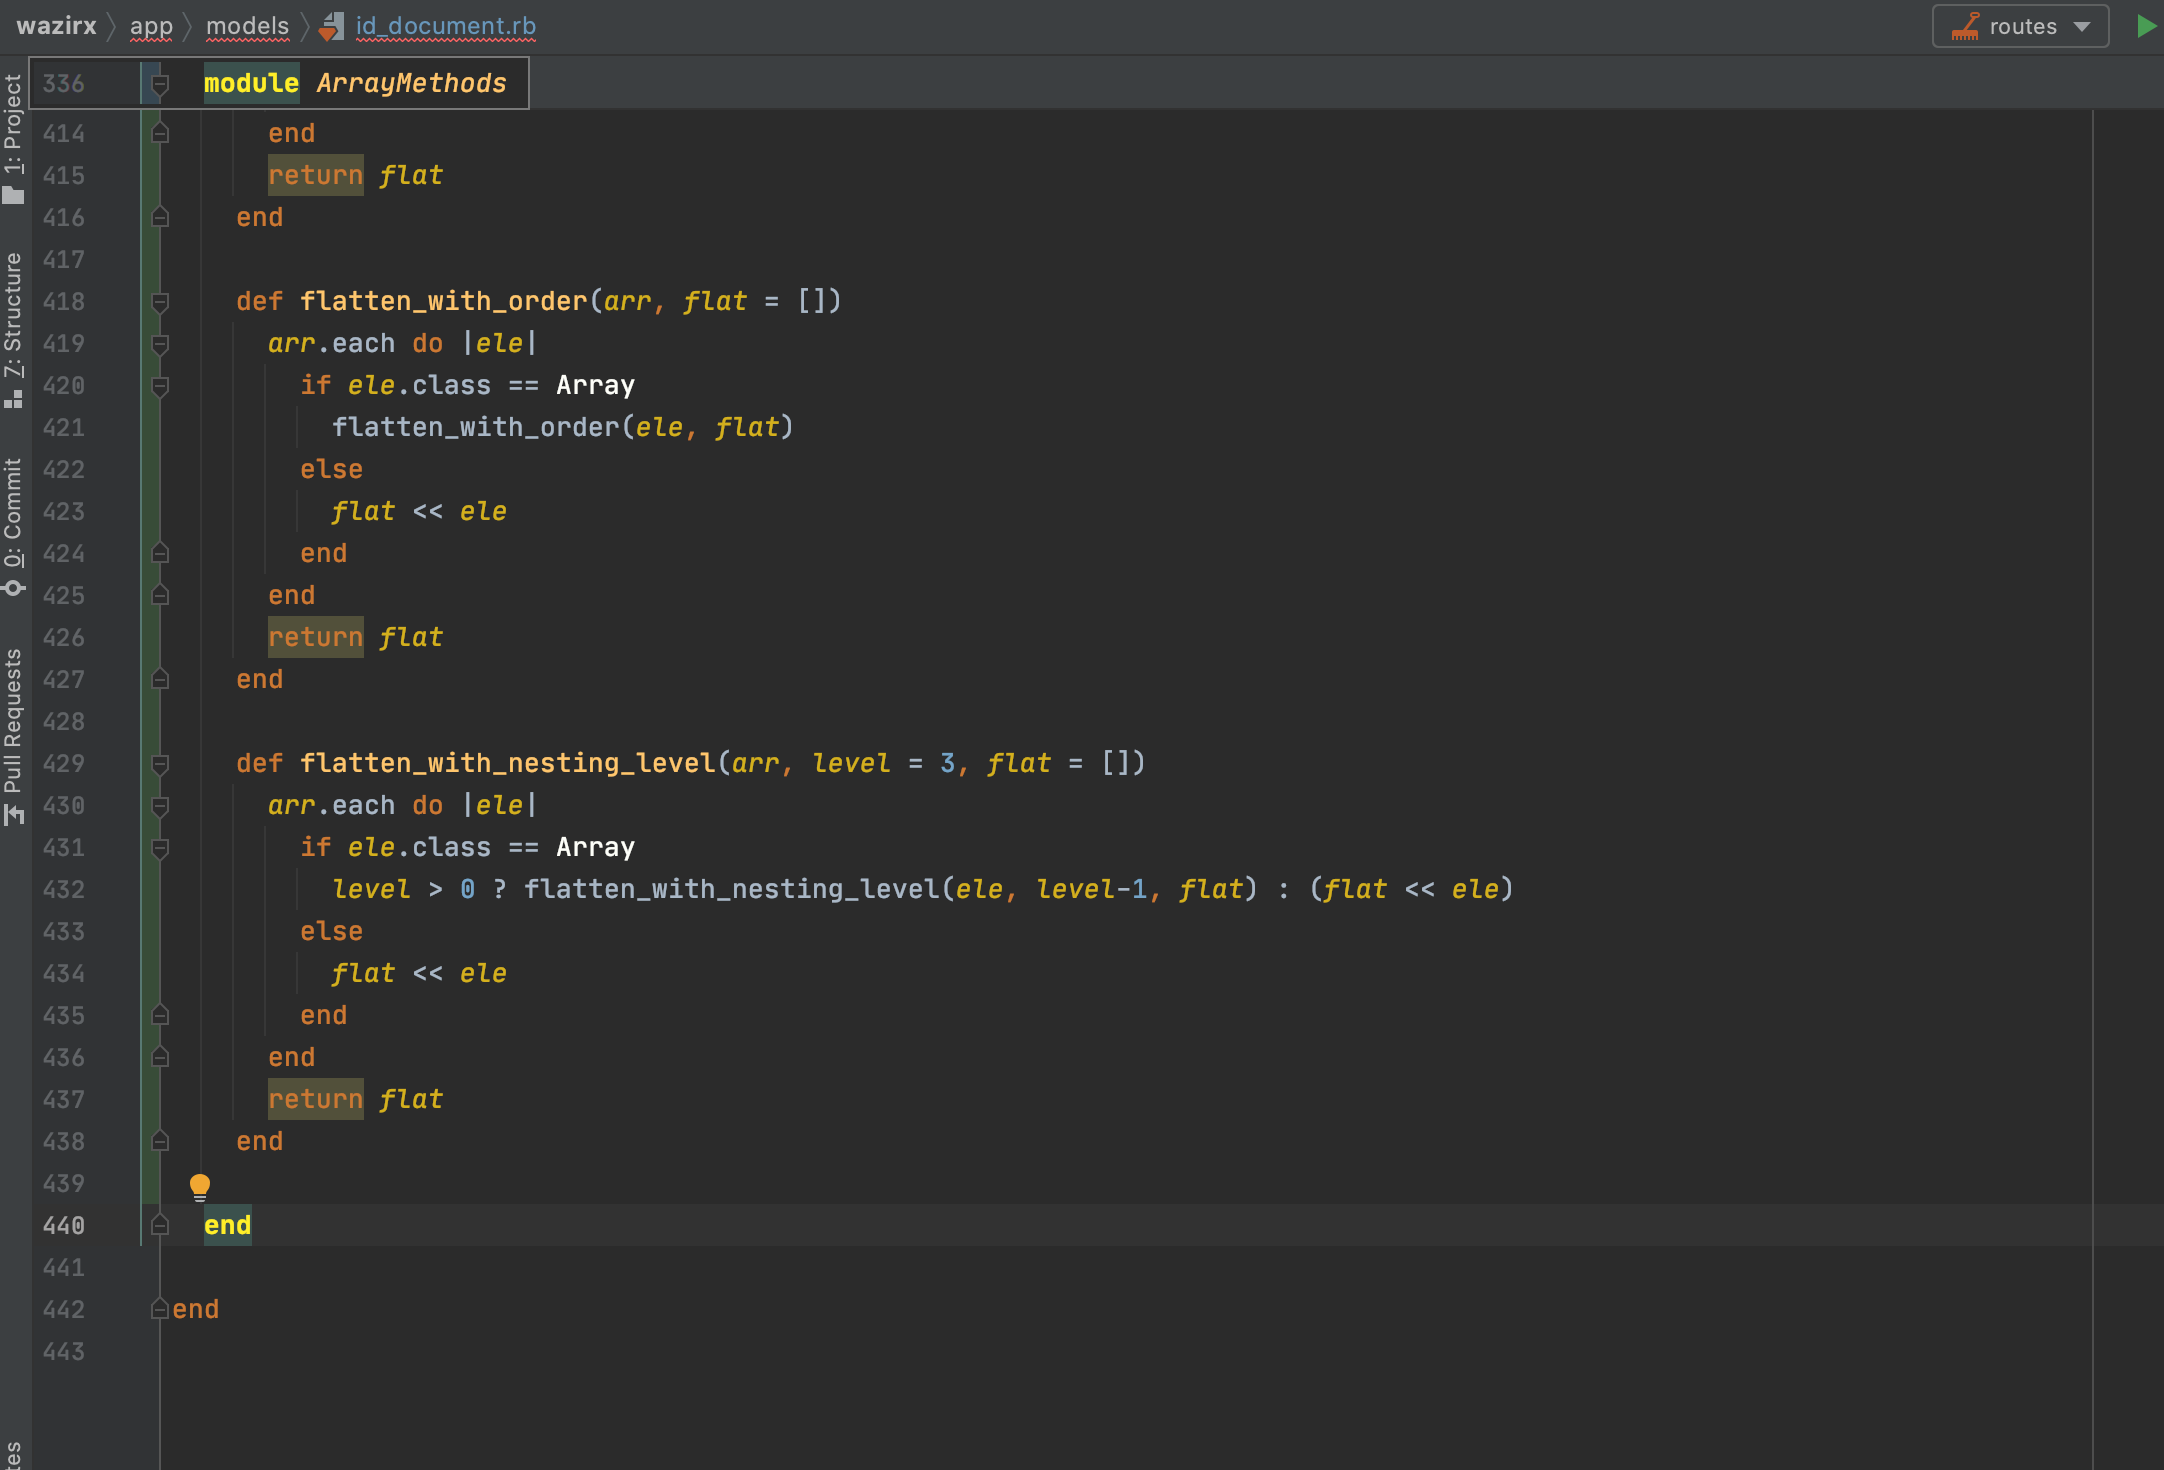 wazirx app models id_document.rb routes
336 module ArrayMethods
414 end
415 return flat
416 end
417
418 def flatten_with_order(arr, flat = [])
419 arr.each do |ele|
420 if ele.class == Array
421 flatten_with_order(ele, flat)
422 else
423 flat << ele
424 end
425 end
426 return flat
427 end
428
429 def flatten_with_nesting_level(arr, level = 3, flat = [])
430 arr.each do |ele|
431 if ele.class == Array
432 level > 0 ? flatten_with_nesting_level(ele, level-1, flat) : (flat << ele)
433 else
434 flat << ele
435 end
436 end
437 return flat
438 end
439
440 end
441
442 end
443
1: Project
7: Structure
0: Commit
Pull Requests